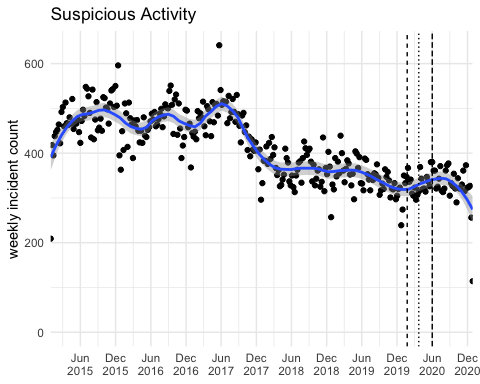 Suspicious Activity
weekly incident count
600
400
200
0
Jun Dec Jun Dec Jun Dec Jun Dec Jun Dec Jun Dec
2015 2015 2016 2016 2017 2017 2018 2018 2019 2019 2020 2020